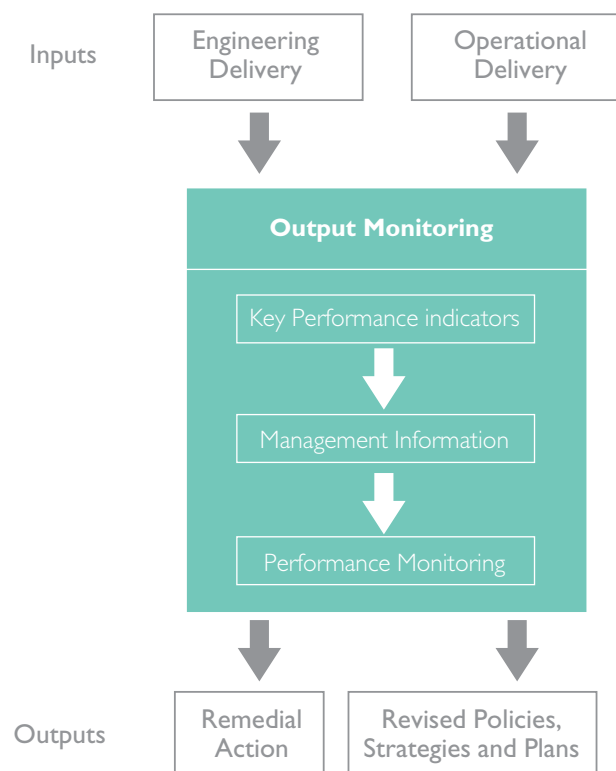 Inputs
Engineering
Delivery
Operational
Delivery
Output Monitoring
Key Performance indicators
Management Information
Performance Monitoring
Outputs
Remedial
Action
Revised Policies,
Strategies and Plans